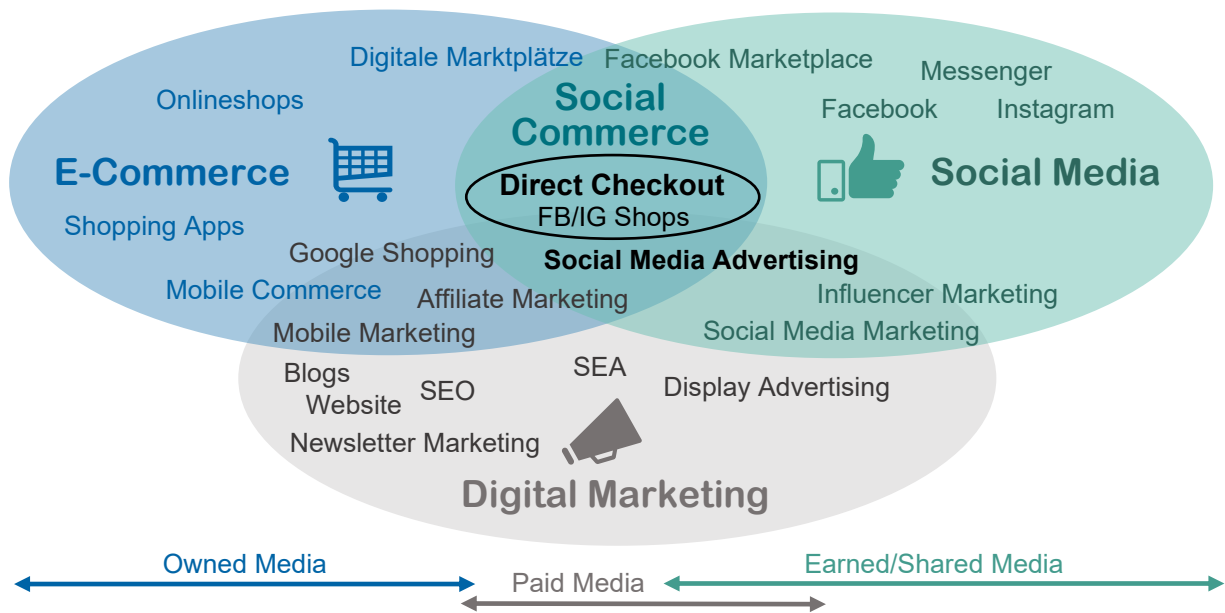 Digitale Marktplätze
Facebook Marketplace
Messenger
Onlineshops
Social
Commerce
Facebook
Instagram
E-Commerce
Direct Checkout
FB/IG Shops
Social Media
Shopping Apps
Google Shopping
Social Media Advertising
Mobile Commerce
Affiliate Marketing
Influencer Marketing
Mobile Marketing
Social Media Marketing
Blogs
SEA
Website
SEO
Display Advertising
Newsletter Marketing
Digital Marketing
Owned Media
Paid Media
Earned/Shared Media